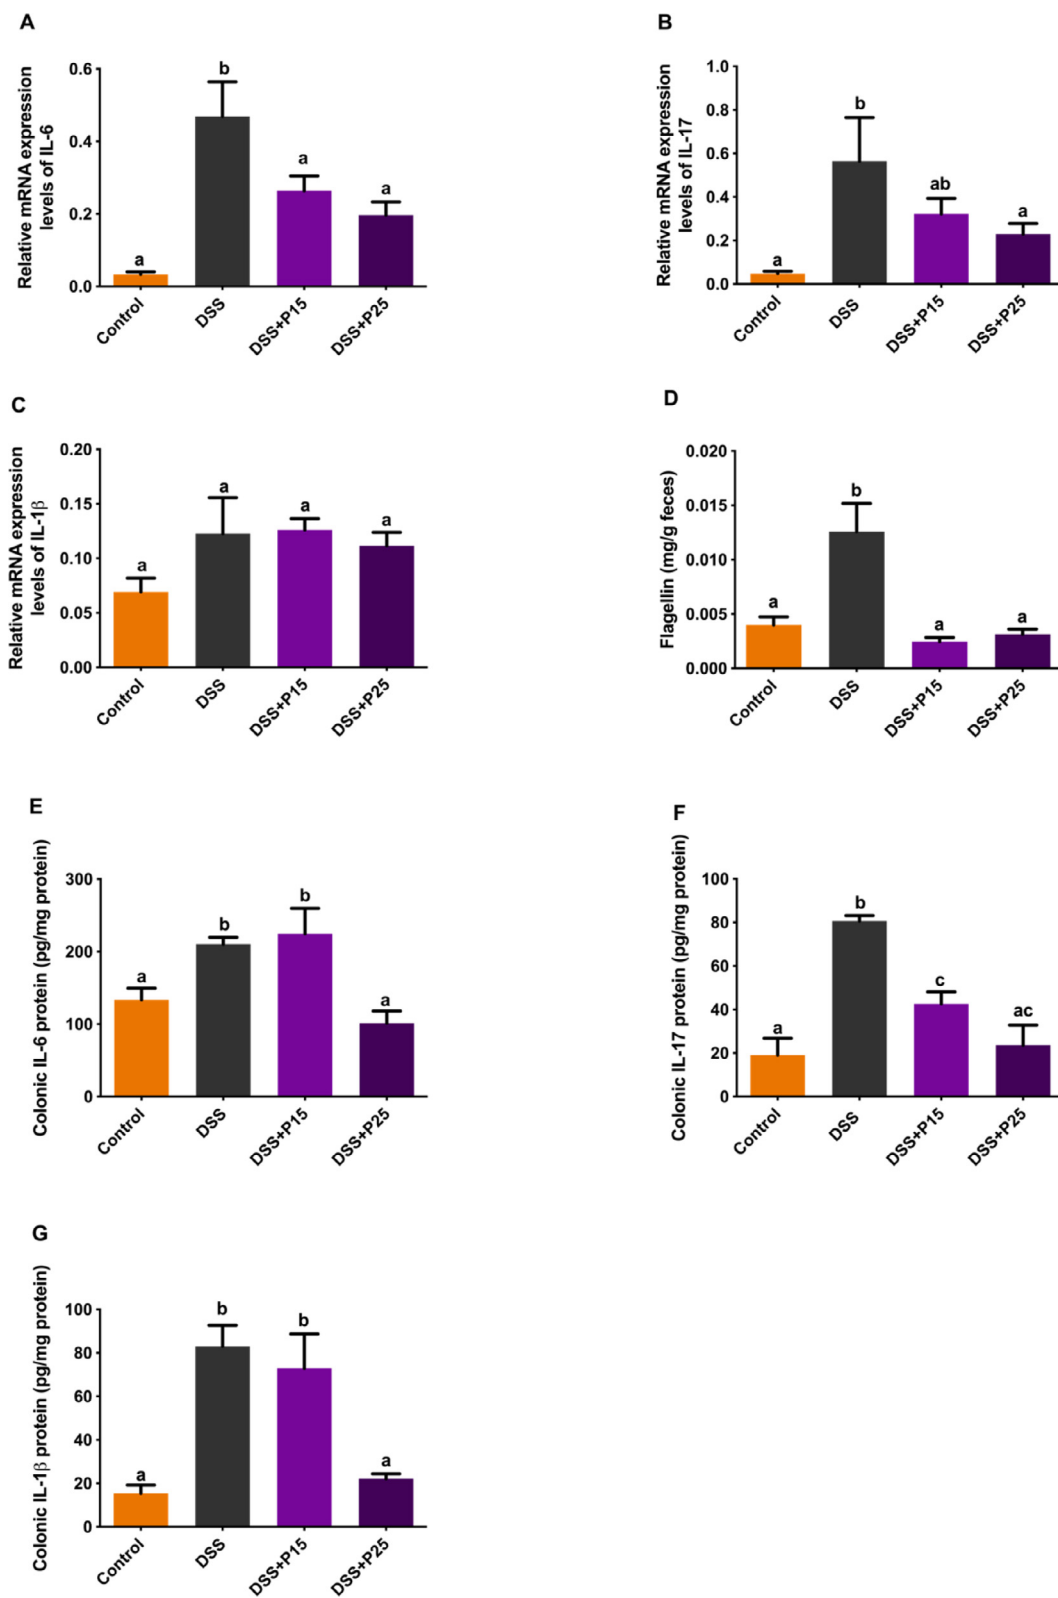 A
Relative mRNA expression
levels of IL-6
0.6
0.4
0.2
0.0
a
b
a
a
Control
DSS
DSS+P15
DSS+P25
B
Relative mRNA expression
levels of IL-17
1.0
0.8
0.6
0.4
0.2
0.0
a
b
ab
a
Control
DSS
DSS+P15
DSS+P25
C
Relative mRNA expression
levels of IL-1β
0.20
0.15
0.10
0.05
0.00
a
a
a
a
Control
DSS
DSS+P15
DSS+P25
D
Flagellin (mg/g feces)
0.020
0.015
0.010
0.005
0.000
a
b
a
a
Control
DSS
DSS+P15
DSS+P25
E
Colonic IL-6 protein (pg/mg protein)
300
200
100
0
a
b
b
a
Control
DSS
DSS+P15
DSS+P25
F
Colonic IL-17 protein (pg/mg protein)
100
80
60
40
20
0
a
b
c
ac
Control
DSS
DSS+P15
DSS+P25
G
Colonic IL-1β protein (pg/mg protein)
100
80
60
40
20
0
a
b
b
a
Control
DSS
DSS+P15
DSS+P25